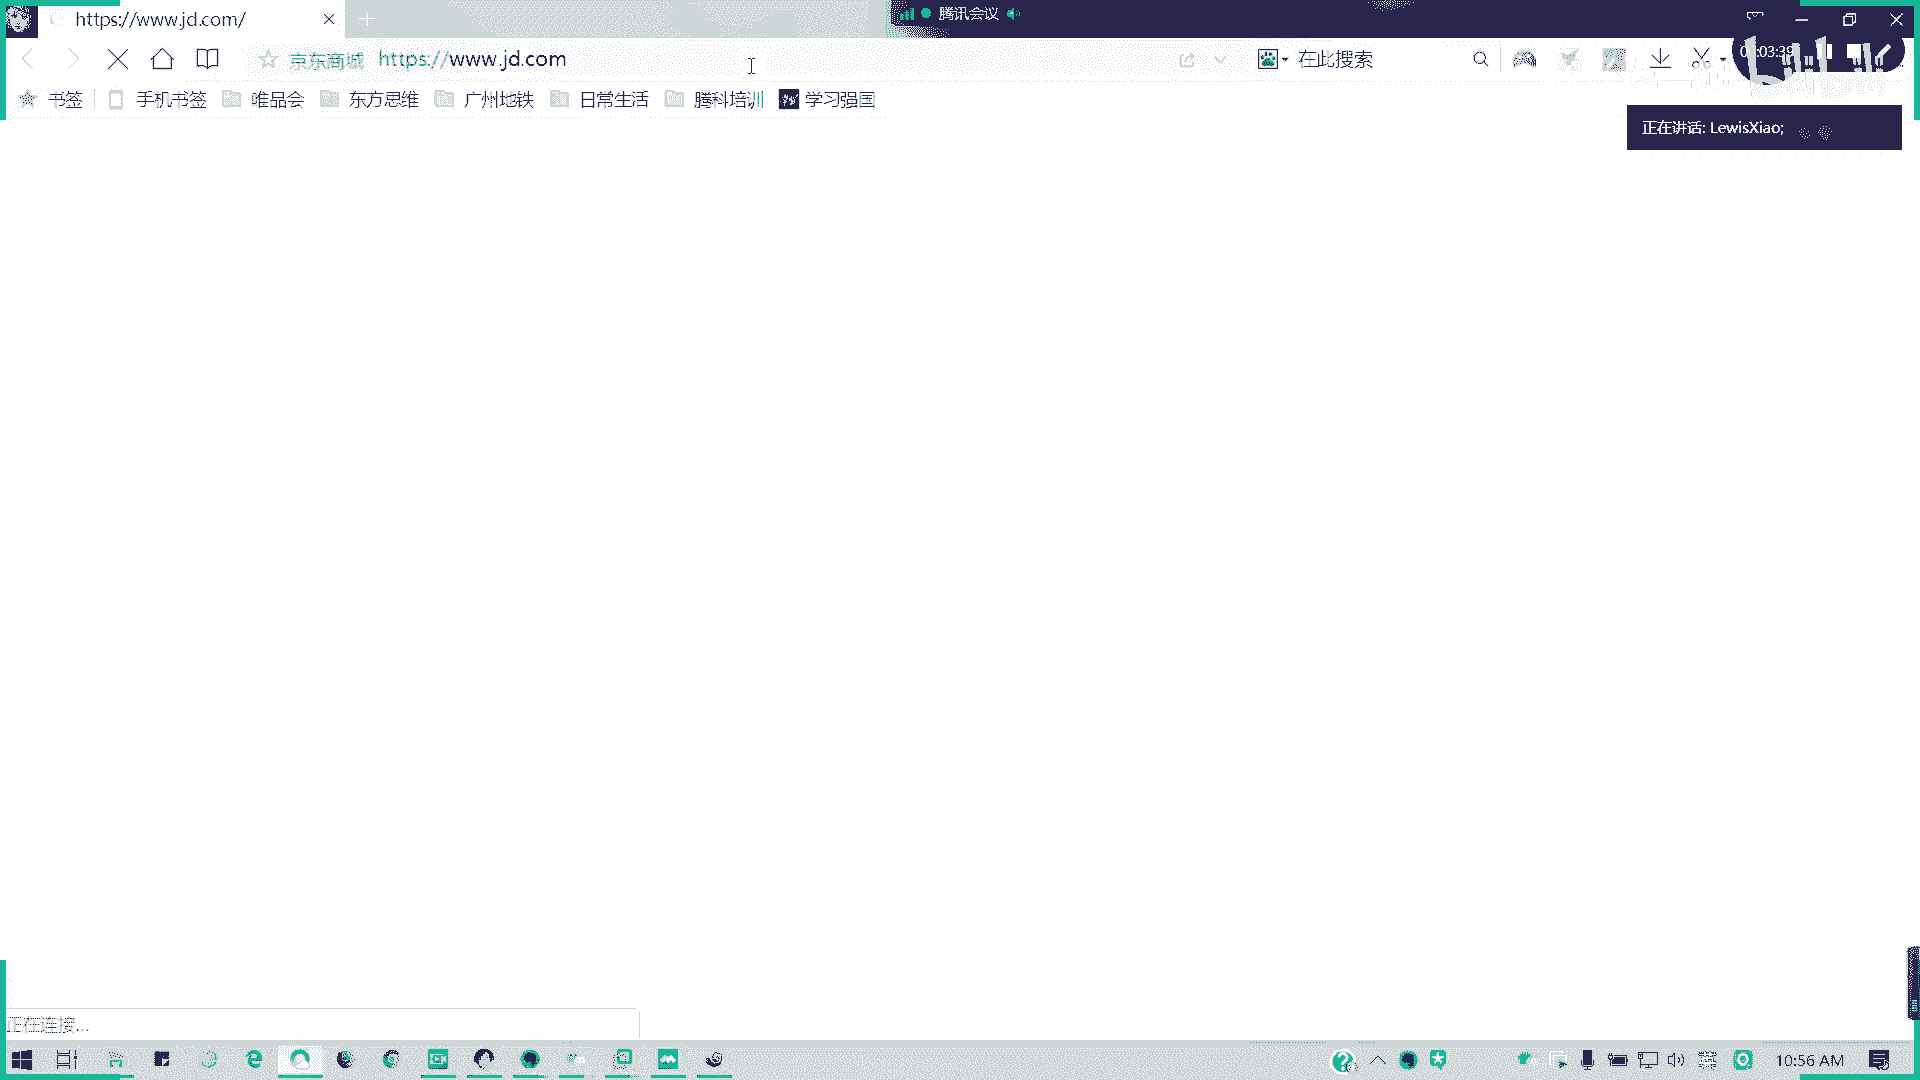 https://www.jd.com/
腾讯会议
京东商城 https://www.jd.com
在此搜索
书签 手机书签 唯品会 东方思维 广州地铁 日常生活 腾科培训 学习强国
正在讲话: LewisXiao;
正在连接...
英
10:56 AM